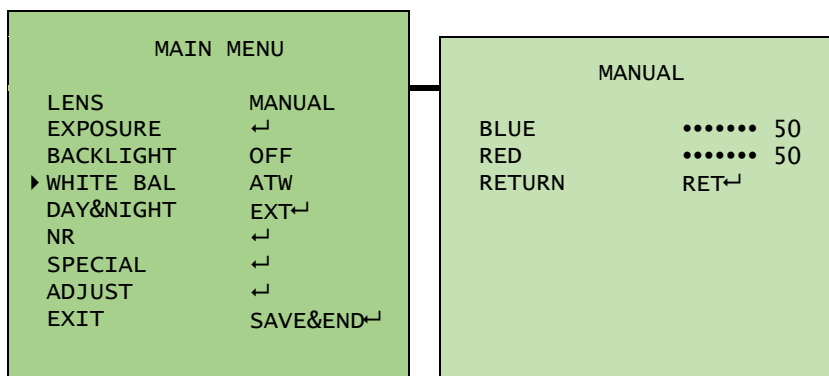 MAIN MENU
LENS MANUAL
EXPOSURE ↵
BACKLIGHT OFF
▶ WHITE BAL ATW
DAY&NIGHT EXT↵
NR ↵
SPECIAL ↵
ADJUST ↵
EXIT SAVE&END↵
MANUAL
BLUE ••••••• 50
RED ••••••• 50
RETURN RET↵